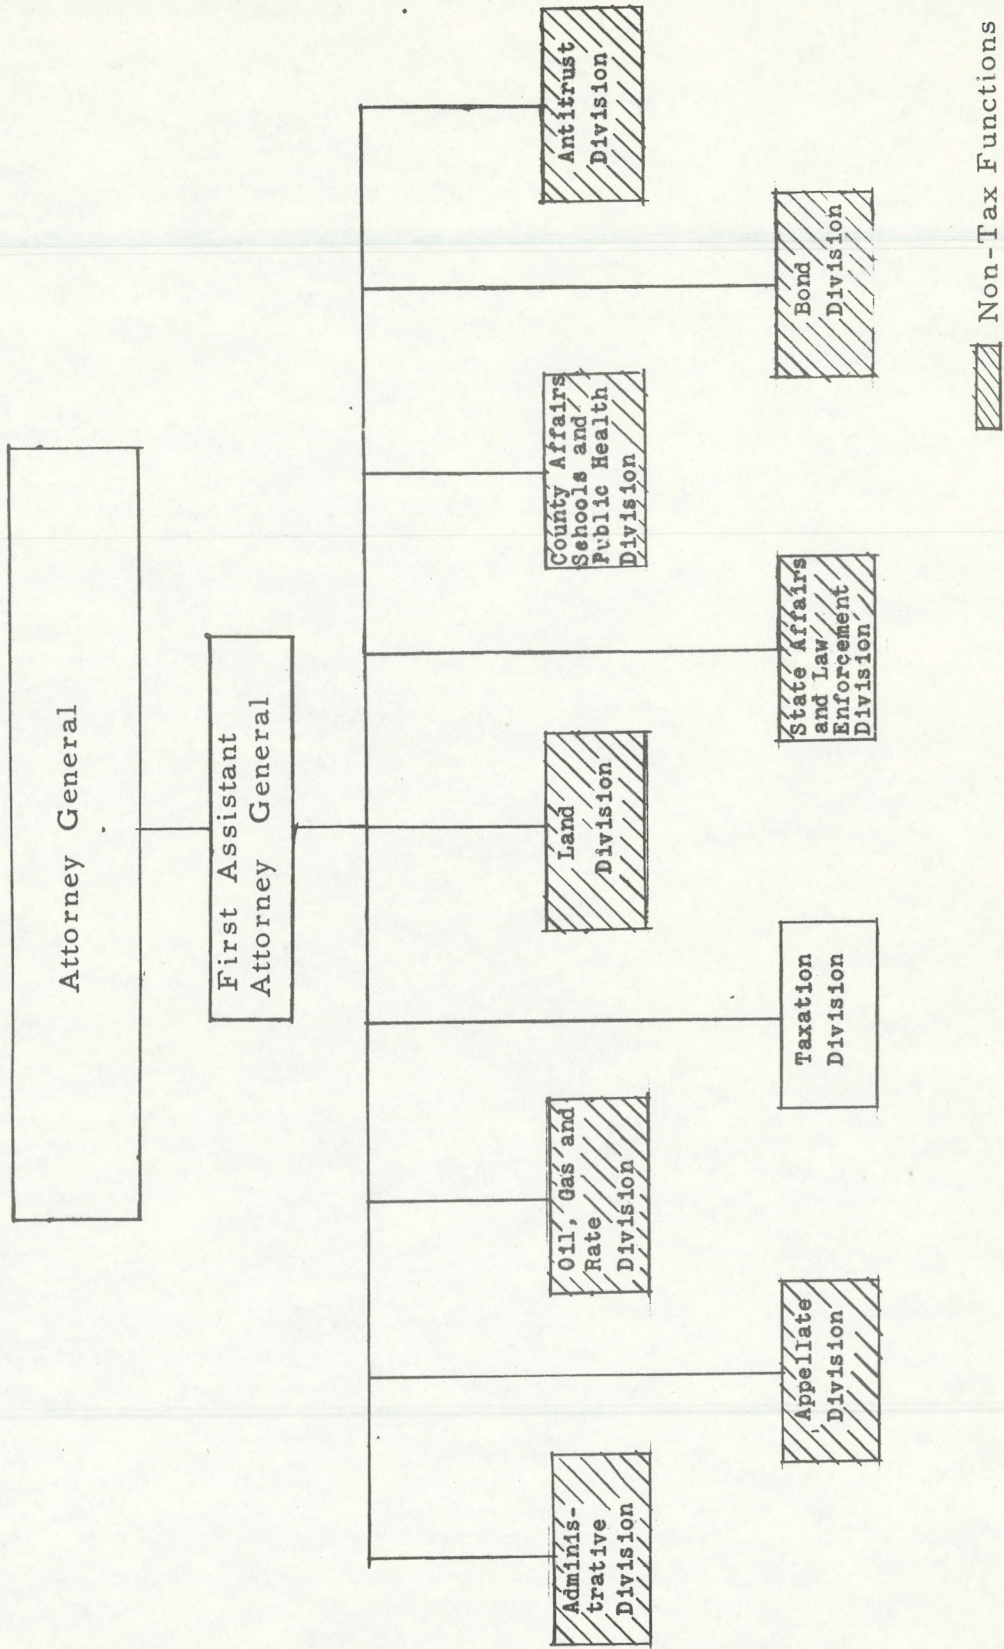 Attorney General
First Assistant
Attorney General
Adminis-
trative
Division
Oil, Gas and
Rate
Division
Land
Division
County Affairs
Schools and
Public Health
Division
Antitrust
Division
Appellate
Division
Taxation
Division
State Affairs
and Law
Enforcement
Division
Bond
Division
Non-Tax Functions